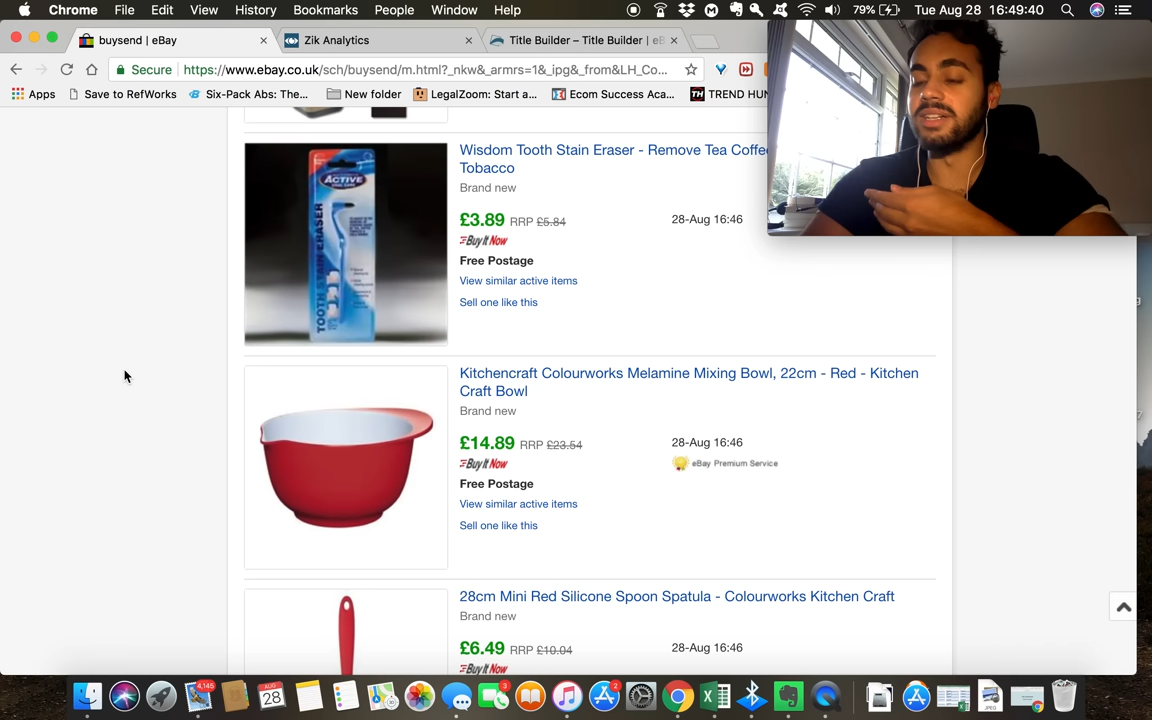 Chrome File Edit View History Bookmarks People Window Help 79% Tue Aug 28 16:49:40
buysend | eBay Zik Analytics Title Builder – Title Builder | eB
Secure https://www.ebay.co.uk/sch/buysend/m.html?_nkw&_armrs=1&_ipg&_from&LH_Co...
Apps Save to RefWorks Six-Pack Abs: The... New folder LegalZoom: Start a... Ecom Success Aca... TH TREND HUN
Wisdom Tooth Stain Eraser - Remove Tea Coffee
Tobacco
Brand new
£3.89 RRP £5.84 28-Aug 16:46
Buy It Now
Free Postage
View similar active items
Sell one like this
ACTIVE
TOOTH STAIN ERASER
Kitchencraft Colourworks Melamine Mixing Bowl, 22cm - Red - Kitchen
Craft Bowl
Brand new
£14.89 RRP £23.54 28-Aug 16:46
Buy It Now eBay Premium Service
Free Postage
View similar active items
Sell one like this
28cm Mini Red Silicone Spoon Spatula - Colourworks Kitchen Craft
Brand new
£6.49 RRP £10.04 28-Aug 16:46
Buy It Now
4,145 AUG 28 3 2